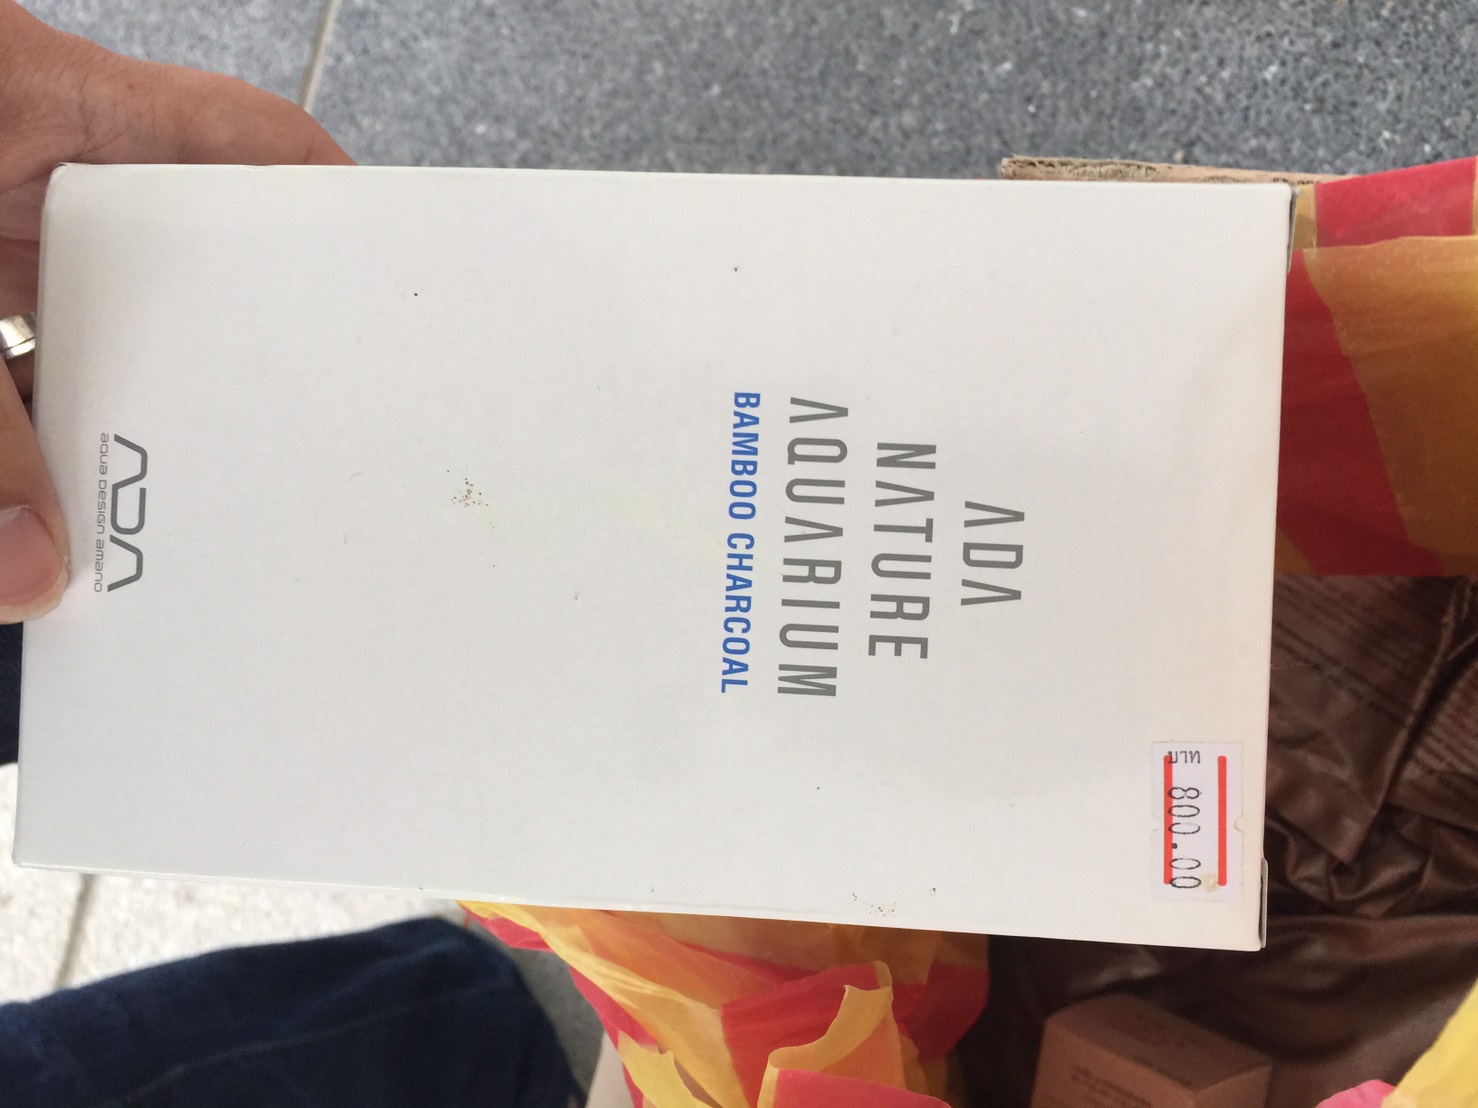 ADA
NATURE
AQUARIUM
BAMBOO CHARCOAL
บาท
800.00
ADA
AQUA DESIGN AMANO